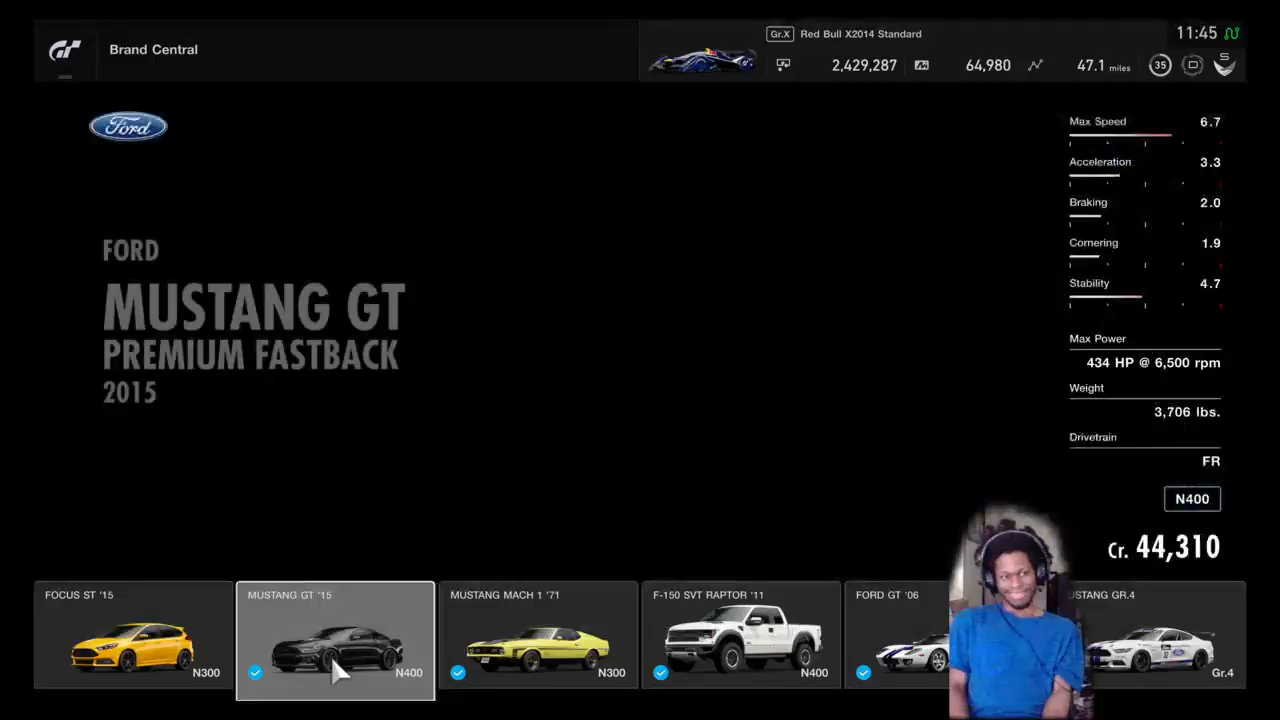 Brand Central
Gr.X Red Bull X2014 Standard
11:45
2,429,287
64,980
47.1 miles
35
S
Ford
FORD
MUSTANG GT
PREMIUM FASTBACK
2015
Max Speed 6.7
Acceleration 3.3
Braking 2.0
Cornering 1.9
Stability 4.7
Max Power
434 HP @ 6,500 rpm
Weight
3,706 lbs.
Drivetrain
FR
N400
Cr. 44,310
FOCUS ST '15
N300
MUSTANG GT '15
N400
MUSTANG MACH 1 '71
N300
F-150 SVT RAPTOR '11
N400
FORD GT '06
STANG GR.4
Gr.4